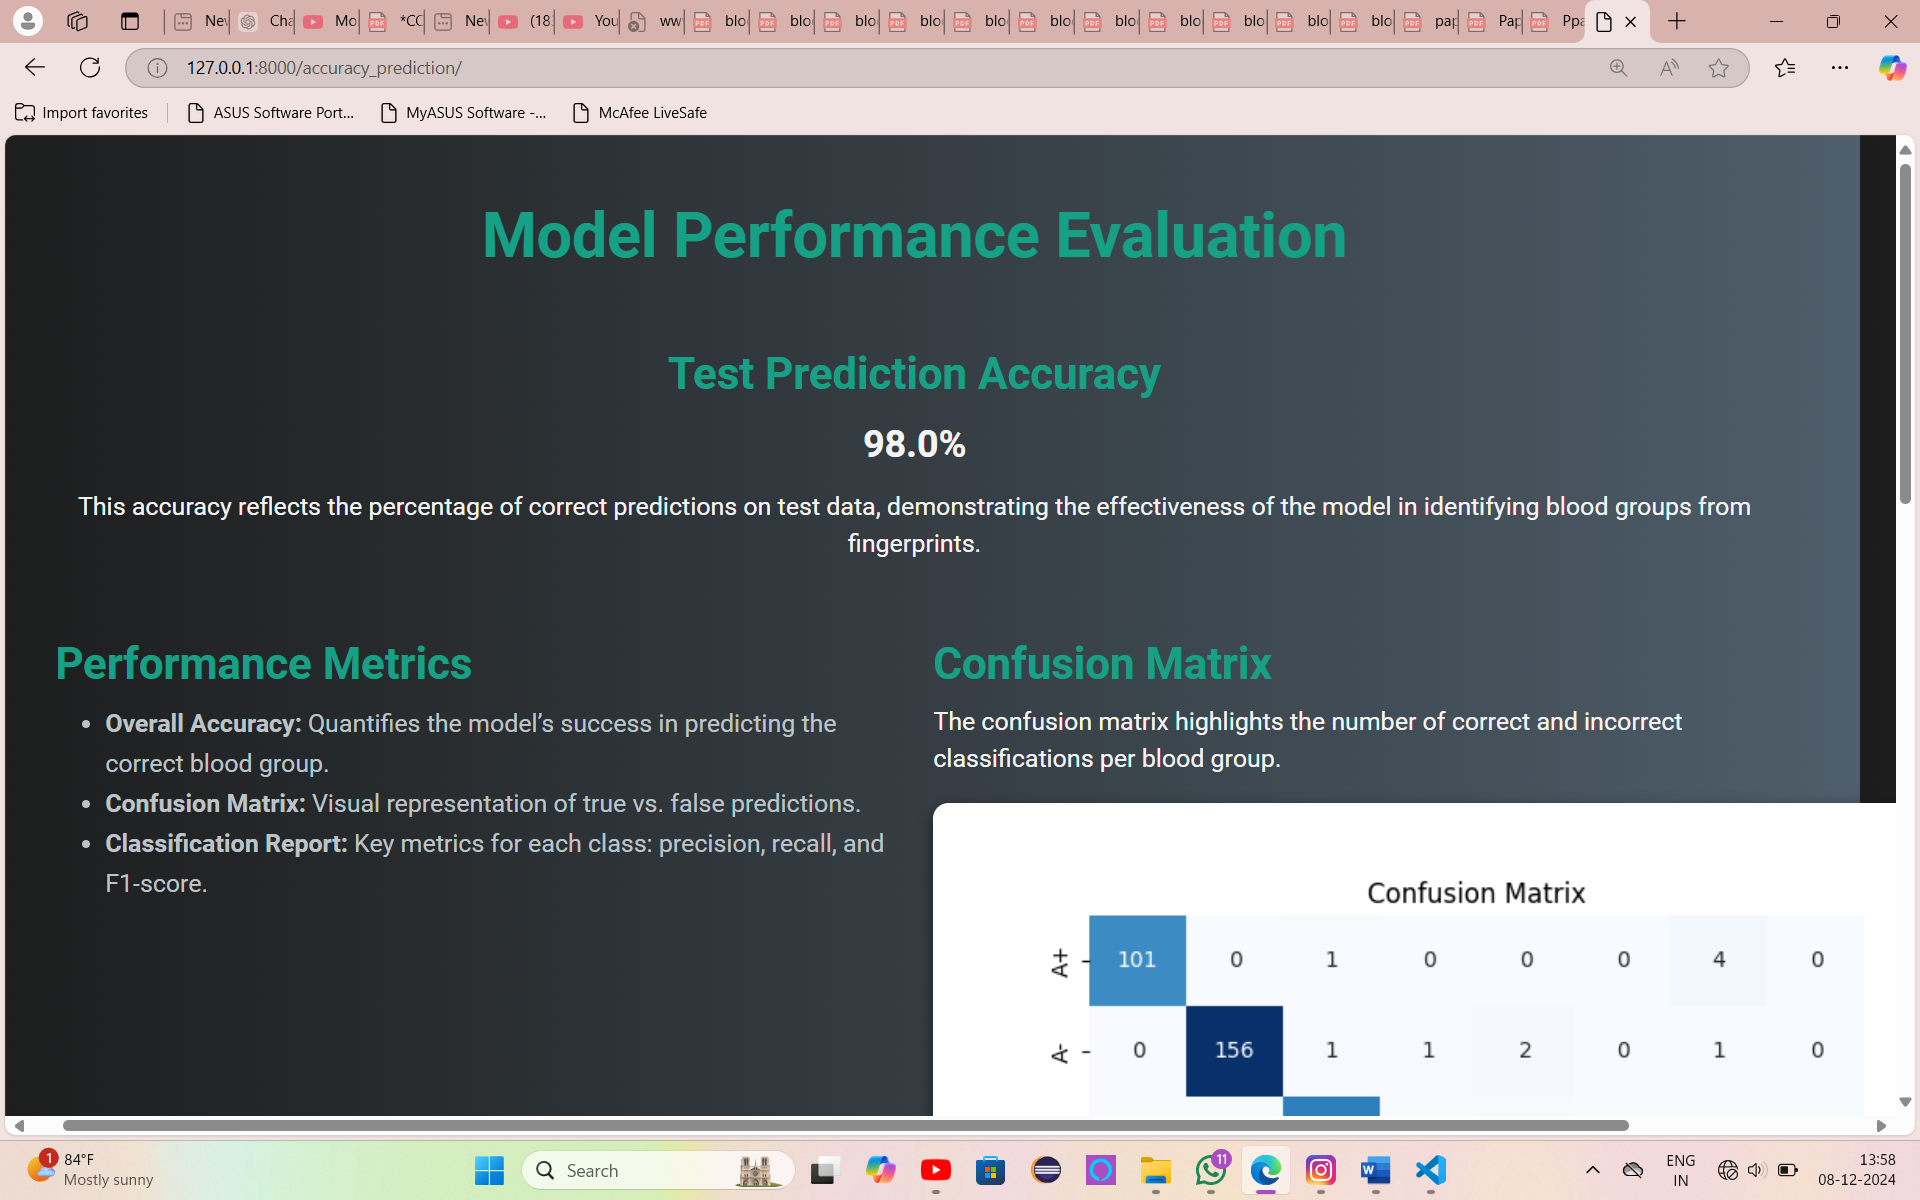 Nev Cha Mo *CC Nev (18 You ww blo blo blo blo blo blo blo blo blo blo blo pap Pap Ppa
127.0.0.1:8000/accuracy_prediction/
Import favorites ASUS Software Port... MyASUS Software -... McAfee LiveSafe
Model Performance Evaluation
Test Prediction Accuracy
98.0%
This accuracy reflects the percentage of correct predictions on test data, demonstrating the effectiveness of the model in identifying blood groups from
fingerprints.
Performance Metrics
• Overall Accuracy: Quantifies the model’s success in predicting the
correct blood group.
• Confusion Matrix: Visual representation of true vs. false predictions.
• Classification Report: Key metrics for each class: precision, recall, and
F1-score.
Confusion Matrix
The confusion matrix highlights the number of correct and incorrect
classifications per blood group.
Confusion Matrix
A+ 101 0 1 0 0 0 4 0
A- 0 156 1 1 2 0 1 0
1 84°F
Mostly sunny
Search
11
ENG
IN
13:58
08-12-2024